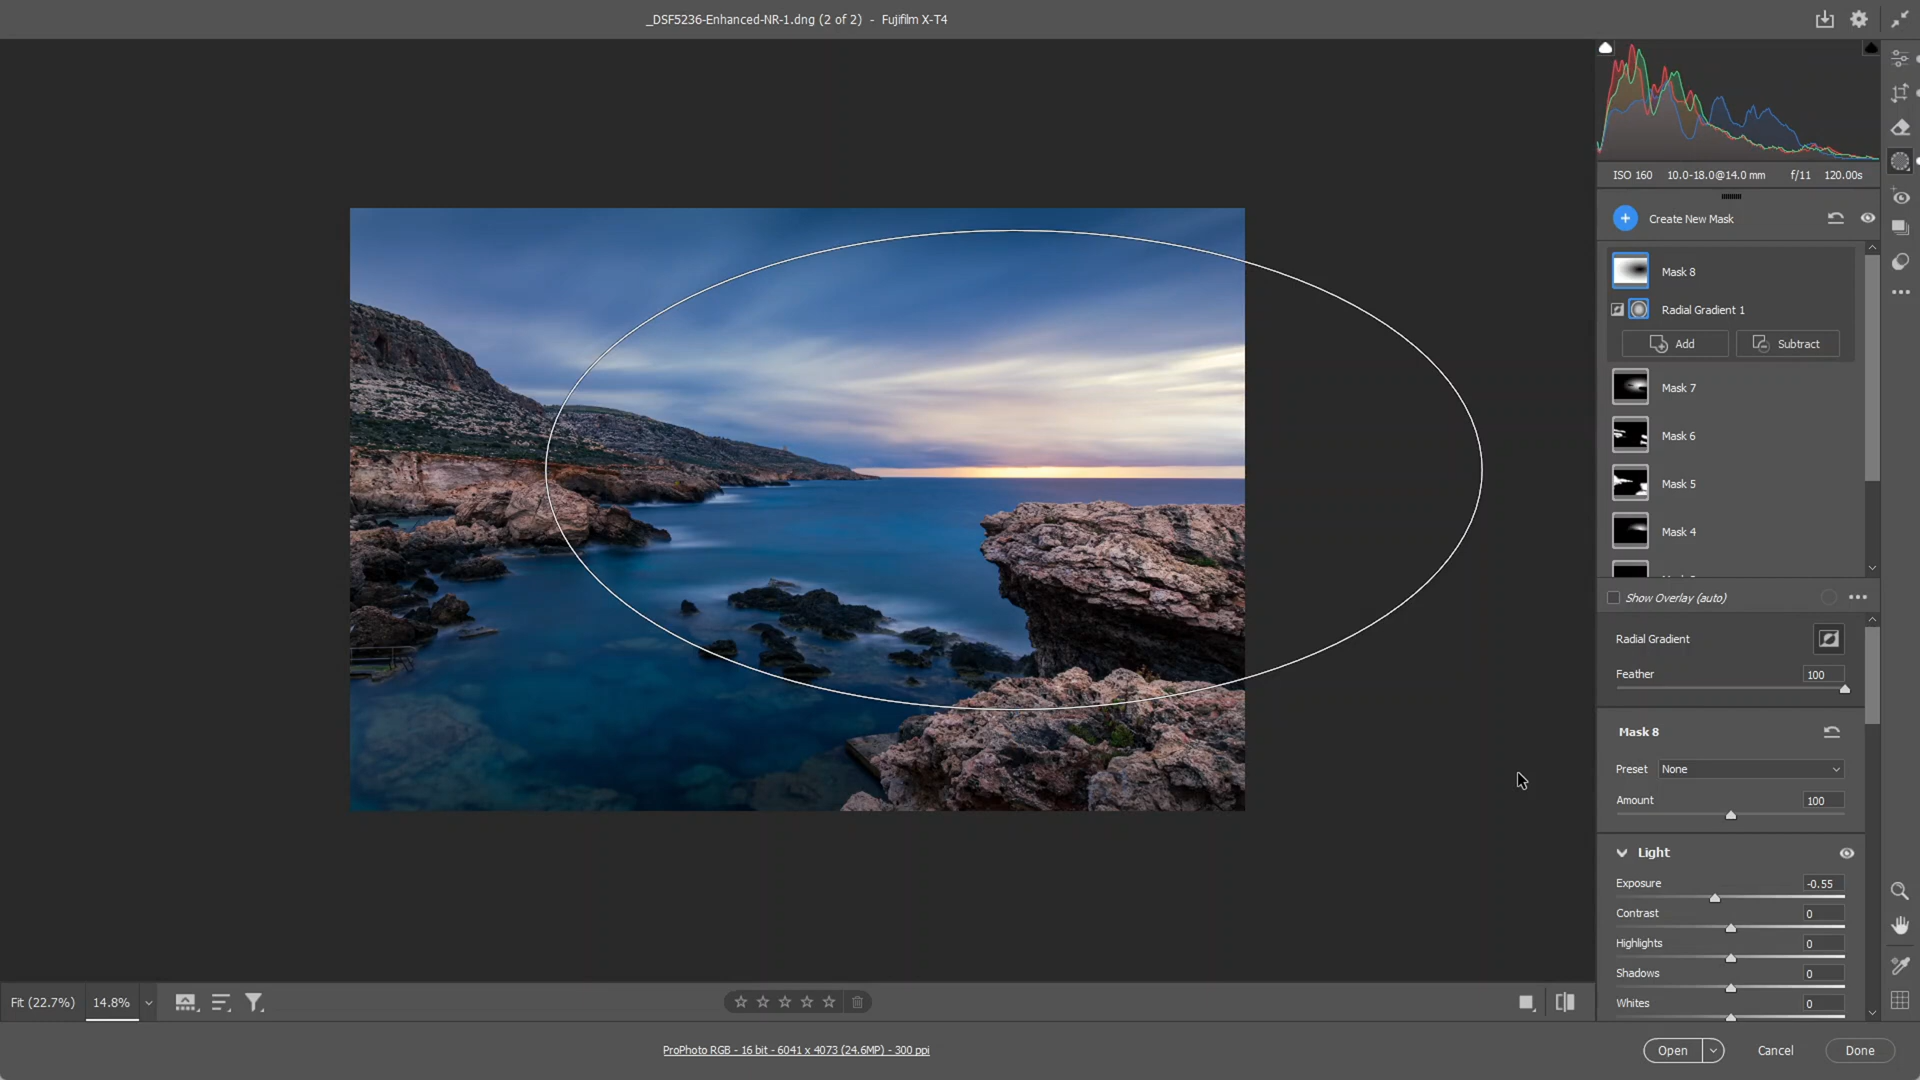 _DSF5236-Enhanced-NR-1.dng (2 of 2) - Fujifilm X-T4
ISO 160 10.0-18.0@14.0 mm f/11 120.00s
Create New Mask
Mask 8
Radial Gradient 1
Add Subtract
Mask 7
Mask 6
Mask 5
Mask 4
Show Overlay (auto)
Radial Gradient
Feather 100
Mask 8
Preset None
Amount 100
Light
Exposure -0.55
Contrast 0
Highlights 0
Shadows 0
Whites 0
Fit (22.7%) 14.8%
ProPhoto RGB - 16 bit - 6041 x 4073 (24.6MP) - 300 ppi
Open Cancel Done